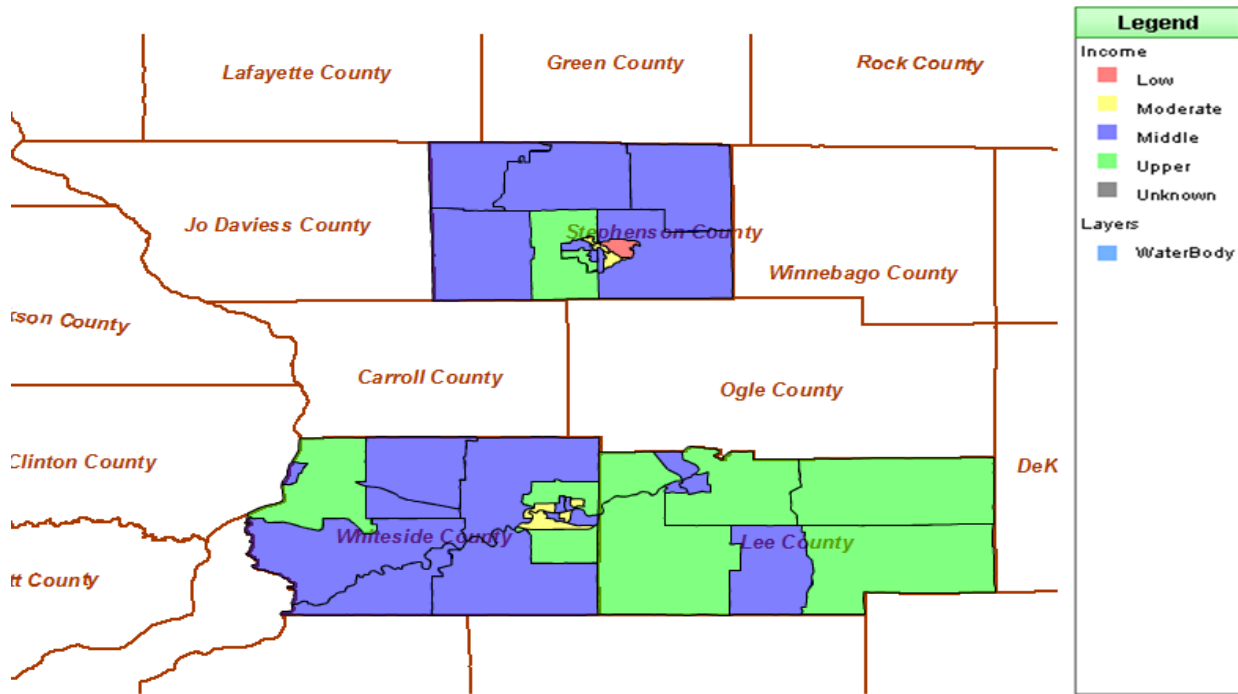 Legend
Income
Low
Moderate
Middle
Upper
Unknown
Layers
WaterBody
Lafayette County
Green County
Rock County
Jo Daviess County
Stephenson County
Winnebago County
kson County
Carroll County
Ogle County
Clinton County
DeK
Whiteside County
Lee County
tt County